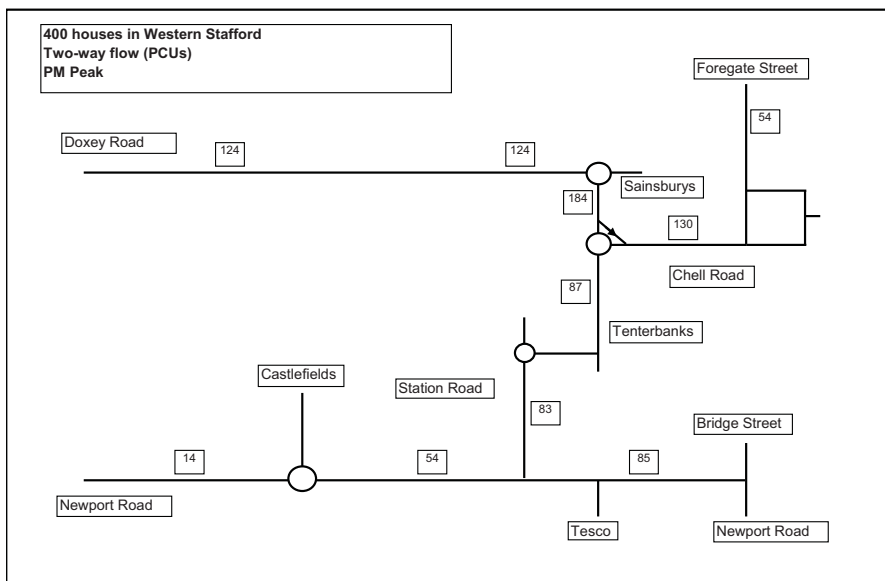 400 houses in Western Stafford
Two-way flow (PCUs)
PM Peak
Foregate Street
54
Doxey Road
124
124
Sainsburys
184
130
Chell Road
87
Tenterbanks
Castlefields
Station Road
83
Bridge Street
14
54
85
Newport Road
Tesco
Newport Road